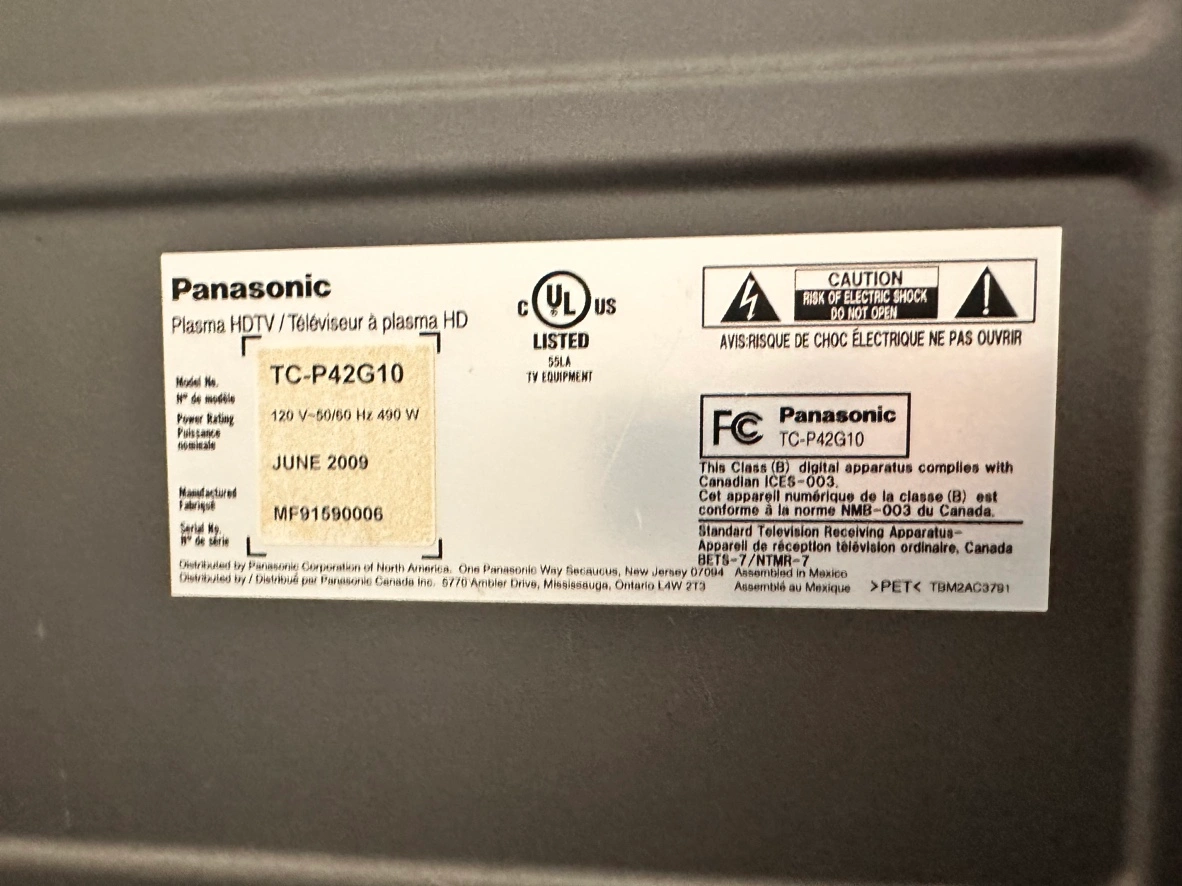 Panasonic
Plasma HDTV / Téléviseur à plasma HD
Model No.
N° de modèle
TC-P42G10
Power Rating
Puissance
nominale
120 V~50/60 Hz 490 W
Manufactured
Fabriqué
JUNE 2009
Serial No.
N° de série
MF91590006
C UL US
LISTED
55LA
TV EQUIPMENT
CAUTION
RISK OF ELECTRIC SHOCK
DO NOT OPEN
AVIS:RISQUE DE CHOC ÉLECTRIQUE NE PAS OUVRIR
FC Panasonic
TC-P42G10
This Class (B) digital apparatus complies with
Canadian ICES-003.
Cet appareil numérique de la classe (B) est
conforme à la norme NMB-003 du Canada.
Standard Television Receiving Apparatus-
Appareil de réception télévision ordinaire, Canada
BETS-7/NTMR-7
Distributed by Panasonic Corporation of North America. One Panasonic Way Secaucus, New Jersey 07094 Assembled in Mexico
Distributed by / Distribué par Panasonic Canada Inc. 5770 Ambler Drive, Mississauga, Ontario L4W 2T3 Assemblé au Mexique >PET< TBM2AC3791